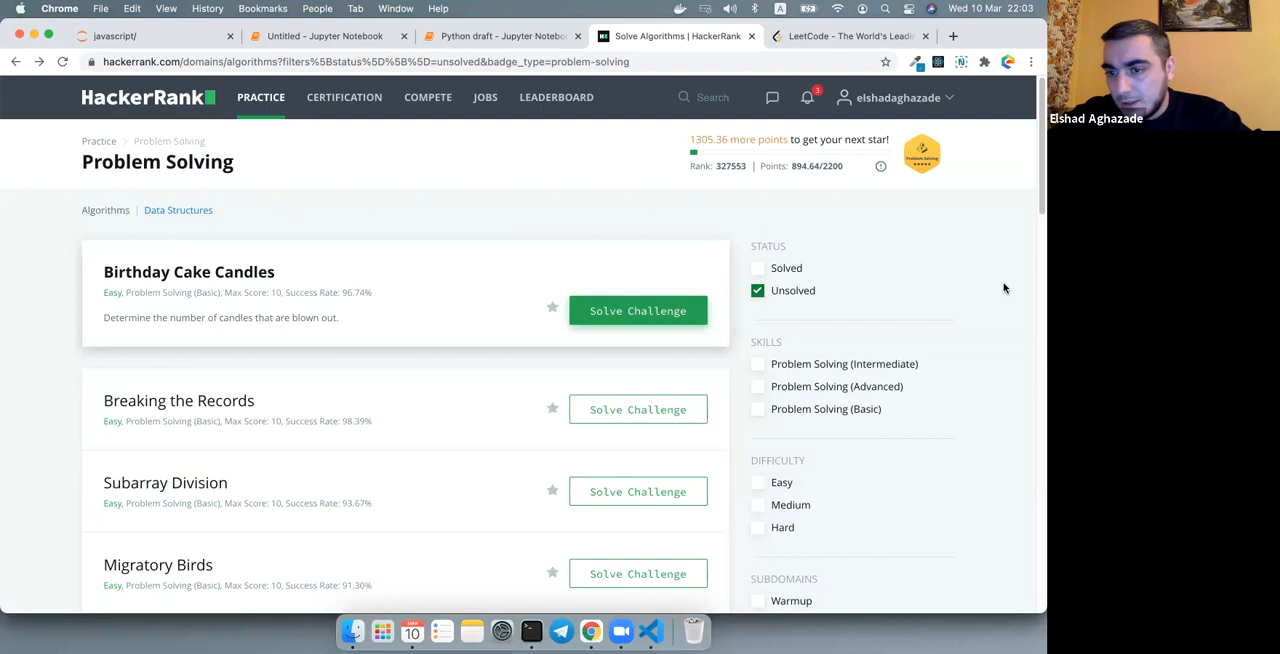 Chrome File Edit View History Bookmarks People Tab Window Help
A
Wed 10 Mar 22:03
javascript/
Untitled - Jupyter Notebook
Python draft - Jupyter Notebo
Solve Algorithms | HackerRank
LeetCode - The World's Leadin
hackerrank.com/domains/algorithms?filters%5Bstatus%5D%5B%5D=unsolved&badge_type=problem-solving
HackerRank
PRACTICE
CERTIFICATION
COMPETE
JOBS
LEADERBOARD
Search
3
elshadaghazade
Elshad Aghazade
Practice > Problem Solving
Problem Solving
1305.36 more points to get your next star!
Rank: 327553 | Points: 894.64/2200
Problem Solving
Algorithms | Data Structures
Birthday Cake Candles
Easy, Problem Solving (Basic), Max Score: 10, Success Rate: 96.74%
Determine the number of candles that are blown out.
Solve Challenge
Breaking the Records
Easy, Problem Solving (Basic), Max Score: 10, Success Rate: 98.39%
Solve Challenge
Subarray Division
Easy, Problem Solving (Basic), Max Score: 10, Success Rate: 93.67%
Solve Challenge
Migratory Birds
Easy, Problem Solving (Basic), Max Score: 10, Success Rate: 91.30%
Solve Challenge
STATUS
Solved
Unsolved
SKILLS
Problem Solving (Intermediate)
Problem Solving (Advanced)
Problem Solving (Basic)
DIFFICULTY
Easy
Medium
Hard
SUBDOMAINS
Warmup
10